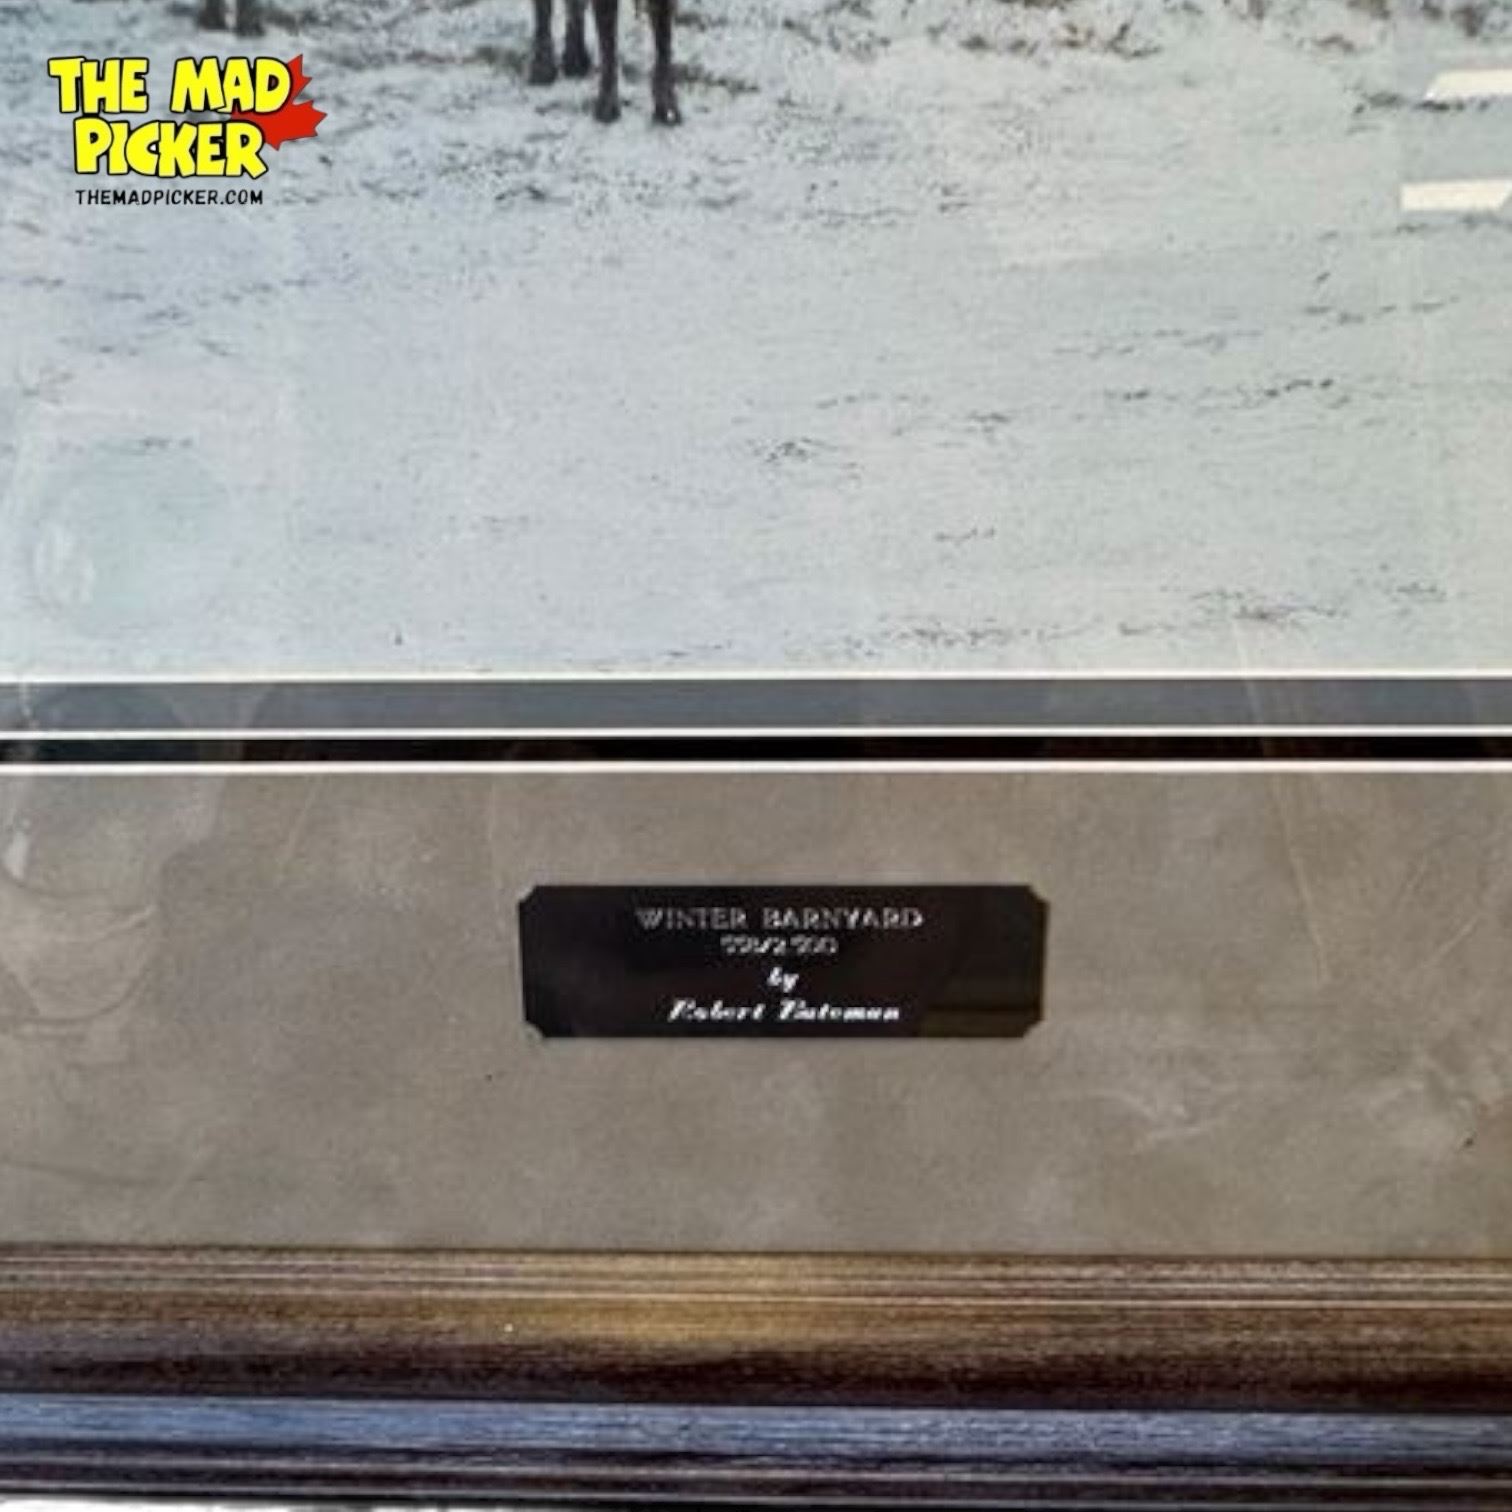 THE MAD
PICKER
THEMADPICKER.COM
WINTER BARNYARD
by
Robert Bateman